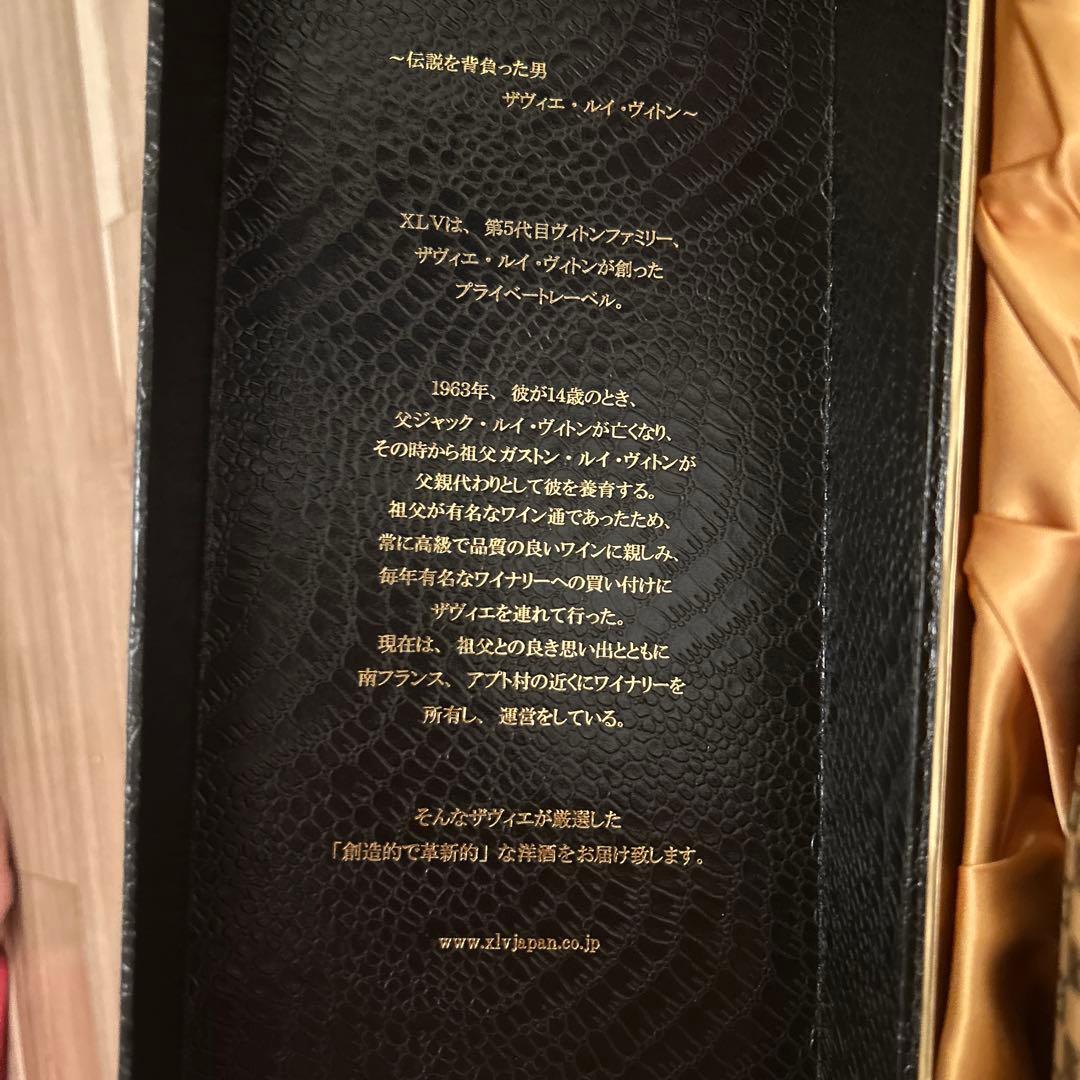 ～伝説を背負った男
ザヴィエ・ルイ・ヴィトン～
XLVは、第5代目ヴィトンファミリー、
ザヴィエ・ルイ・ヴィトンが創った
プライベートレーベル。
1963年、彼が14歳のとき、
父ジャック・ルイ・ヴィトンが亡くなり、
その時から祖父ガストン・ルイ・ヴィトンが
父親代わりとして彼を養育する。
祖父が有名なワイン通であったため、
常に高級で品質の良いワインに親しみ、
毎年有名なワイナリーへの買い付けに
ザヴィエを連れて行った。
現在は、祖父との良き思い出とともに
南フランス、アプト村の近くにワイナリーを
所有し、運営をしている。
そんなザヴィエが厳選した
「創造的で革新的」な洋酒をお届け致します。
www.xlvjapan.co.jp